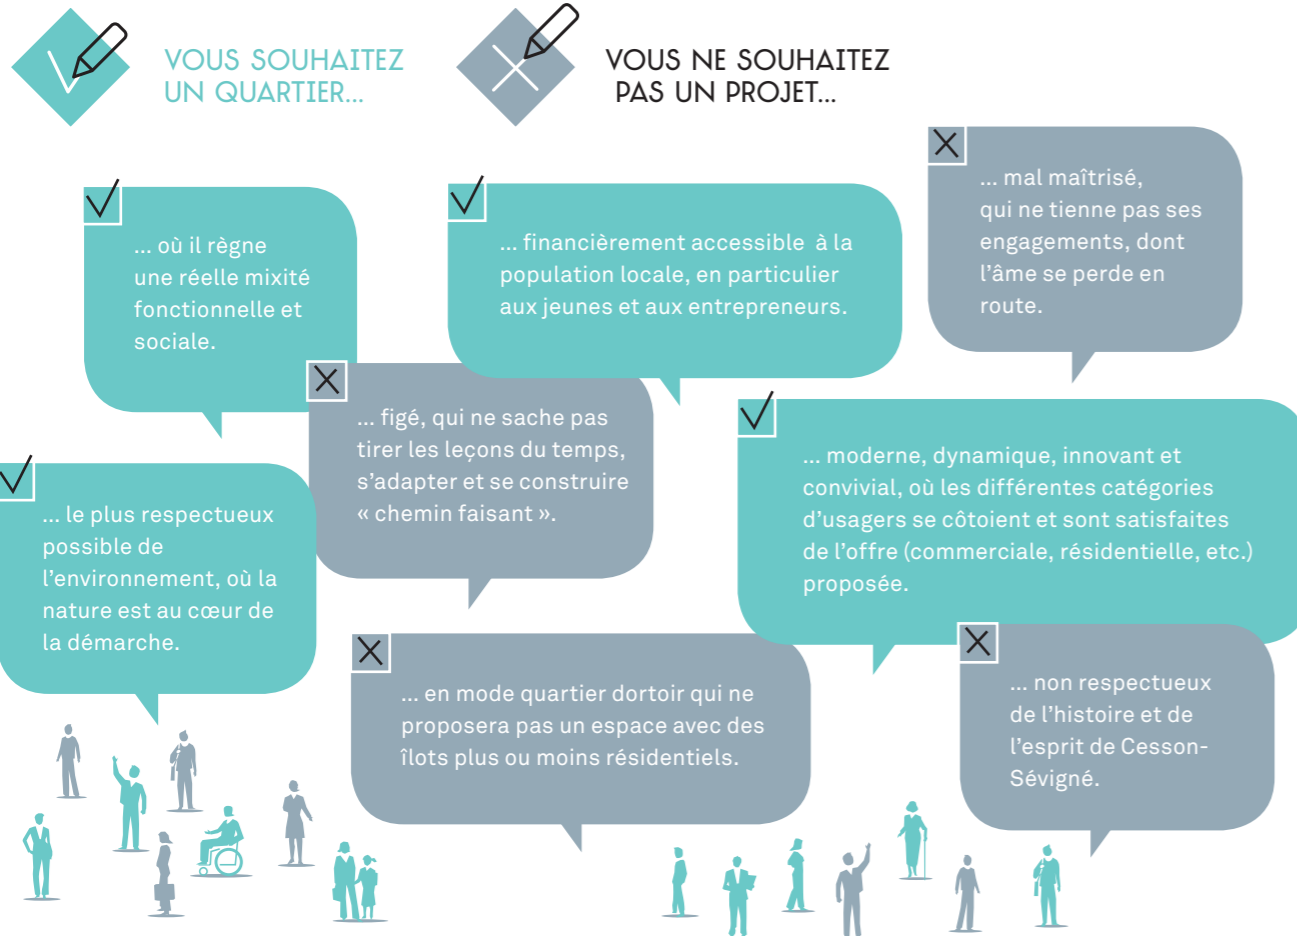 VOUS SOUHAITEZ
UN QUARTIER...
VOUS NE SOUHAITEZ
PAS UN PROJET...
... où il règne
une réelle mixité
fonctionnelle et
sociale.
... financièrement accessible à la
population locale, en particulier
aux jeunes et aux entrepreneurs.
... mal maîtrisé,
qui ne tienne pas ses
engagements, dont
l’âme se perde en
route.
... figé, qui ne sache pas
tirer les leçons du temps,
s’adapter et se construire
« chemin faisant ».
... moderne, dynamique, innovant et
convivial, où les différentes catégories
d’usagers se côtoient et sont satisfaites
de l’offre (commerciale, résidentielle, etc.)
proposée.
... le plus respectueux
possible de
l’environnement, où la
nature est au cœur de
la démarche.
... en mode quartier dortoir qui ne
proposera pas un espace avec des
îlots plus ou moins résidentiels.
... non respectueux
de l’histoire et de
l’esprit de Cesson-
Sévigné.